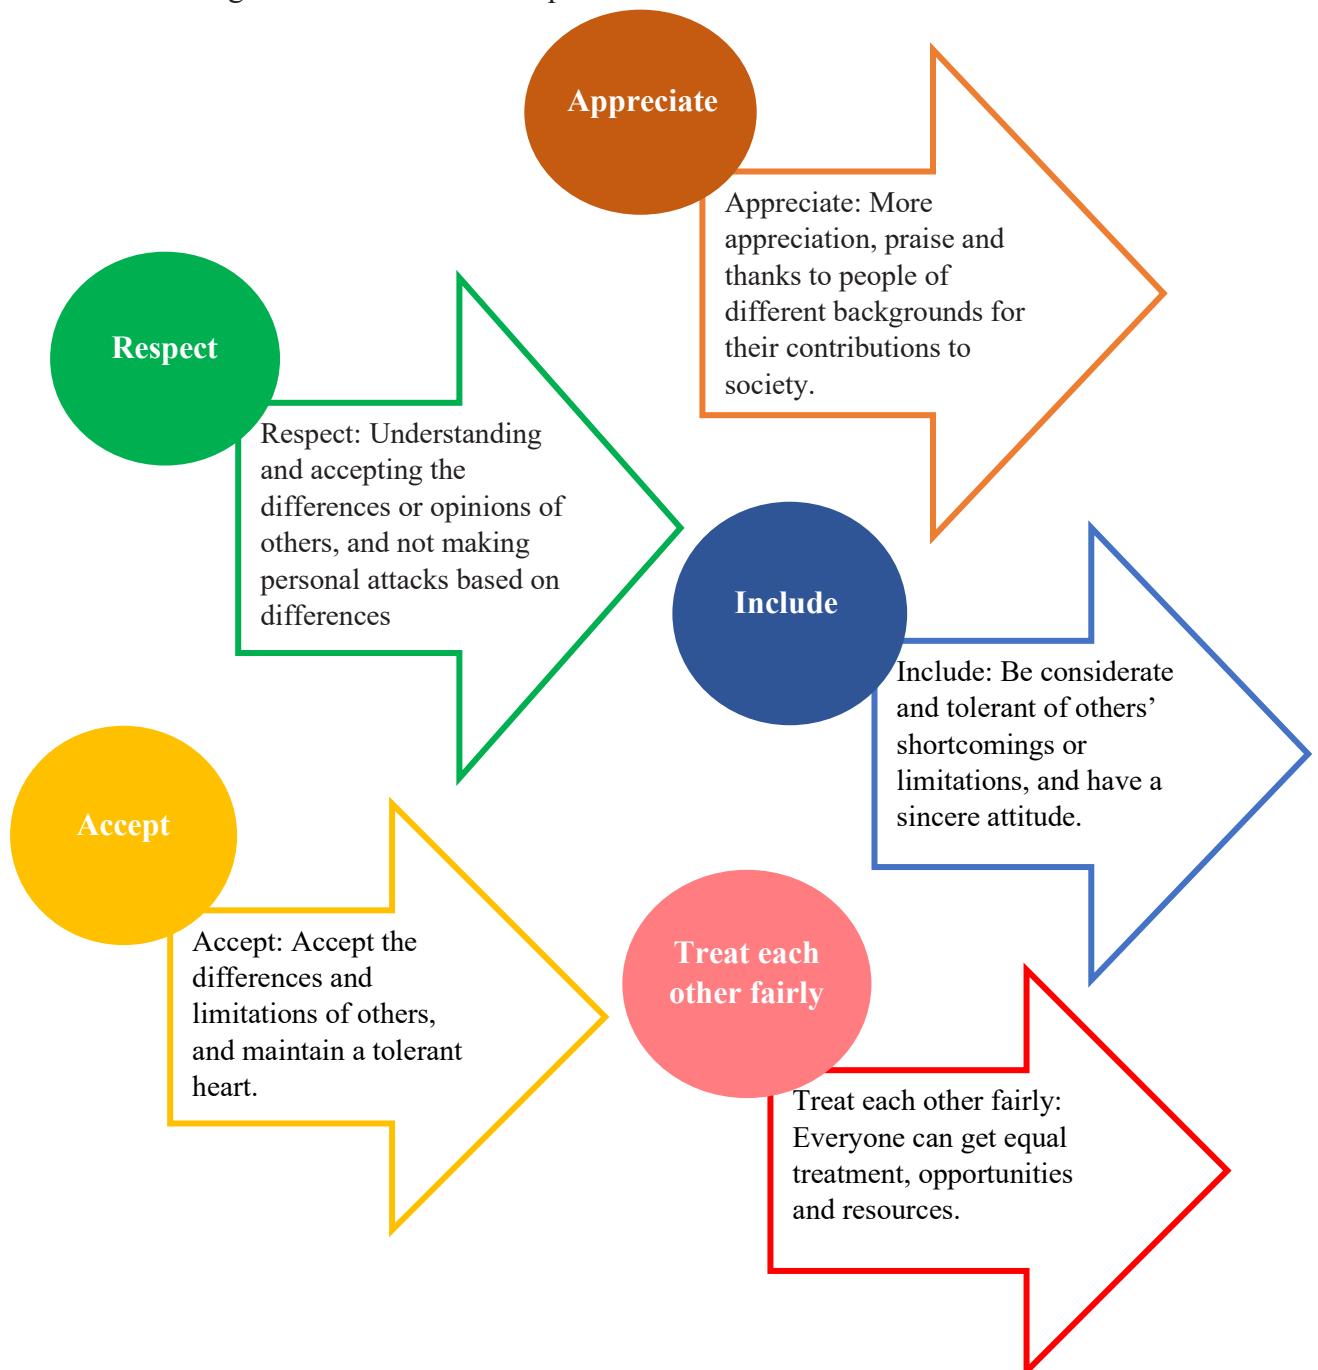 Appreciate
Appreciate: More
appreciation, praise and
thanks to people of
different backgrounds for
their contributions to
society.
Respect
Respect: Understanding
and accepting the
differences or opinions of
others, and not making
personal attacks based on
differences
Include
Include: Be considerate
and tolerant of others’
shortcomings or
limitations, and have a
sincere attitude.
Accept
Accept: Accept the
differences and
limitations of others,
and maintain a tolerant
heart.
Treat each
other fairly
Treat each other fairly:
Everyone can get equal
treatment, opportunities
and resources.